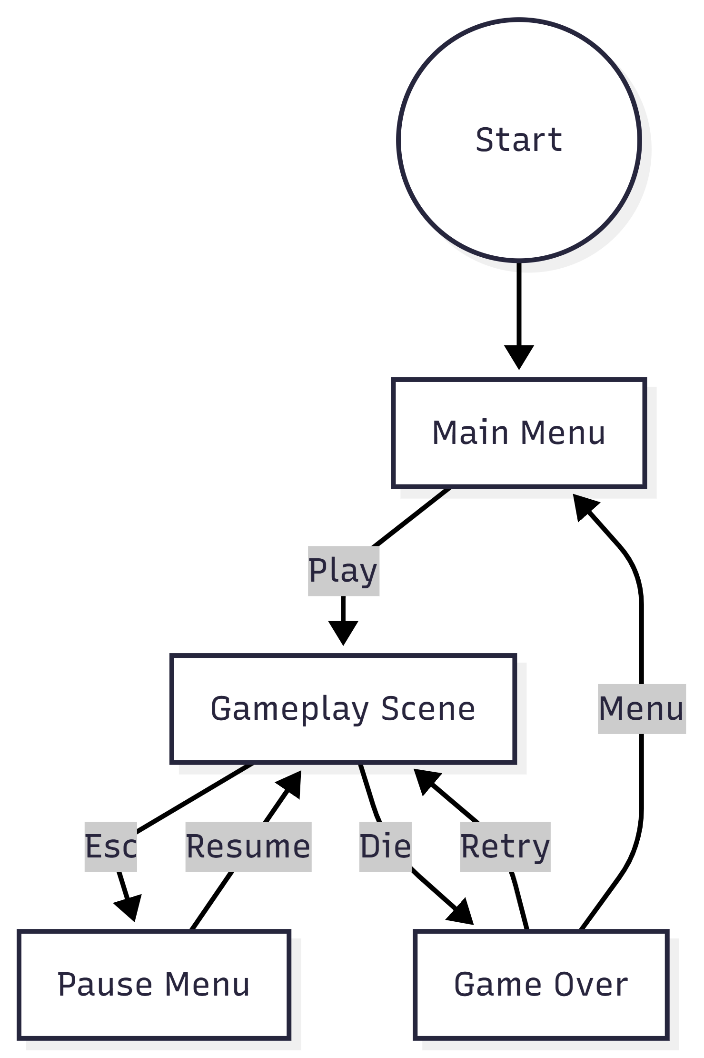 Start
Main Menu
Play
Gameplay Scene
Menu
Esc
Resume
Die
Retry
Pause Menu
Game Over